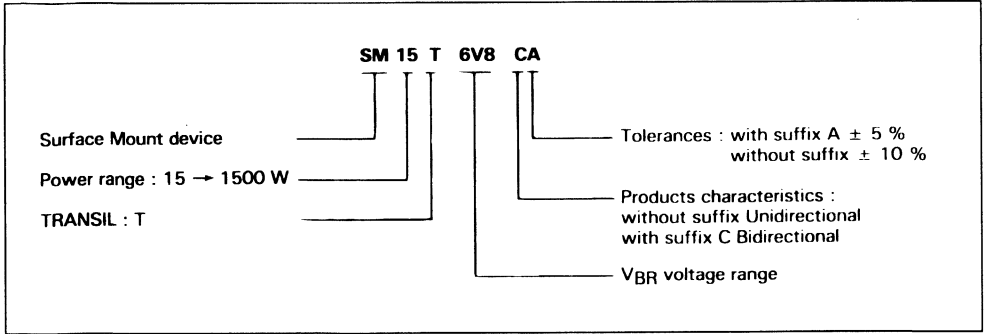 SM 15 T 6V8 CA
Surface Mount device
Power range : 15 → 1500 W
TRANSIL : T
Tolerances : with suffix A ± 5 %
without suffix ± 10 %
Products characteristics :
without suffix Unidirectional
with suffix C Bidirectional
VBR voltage range